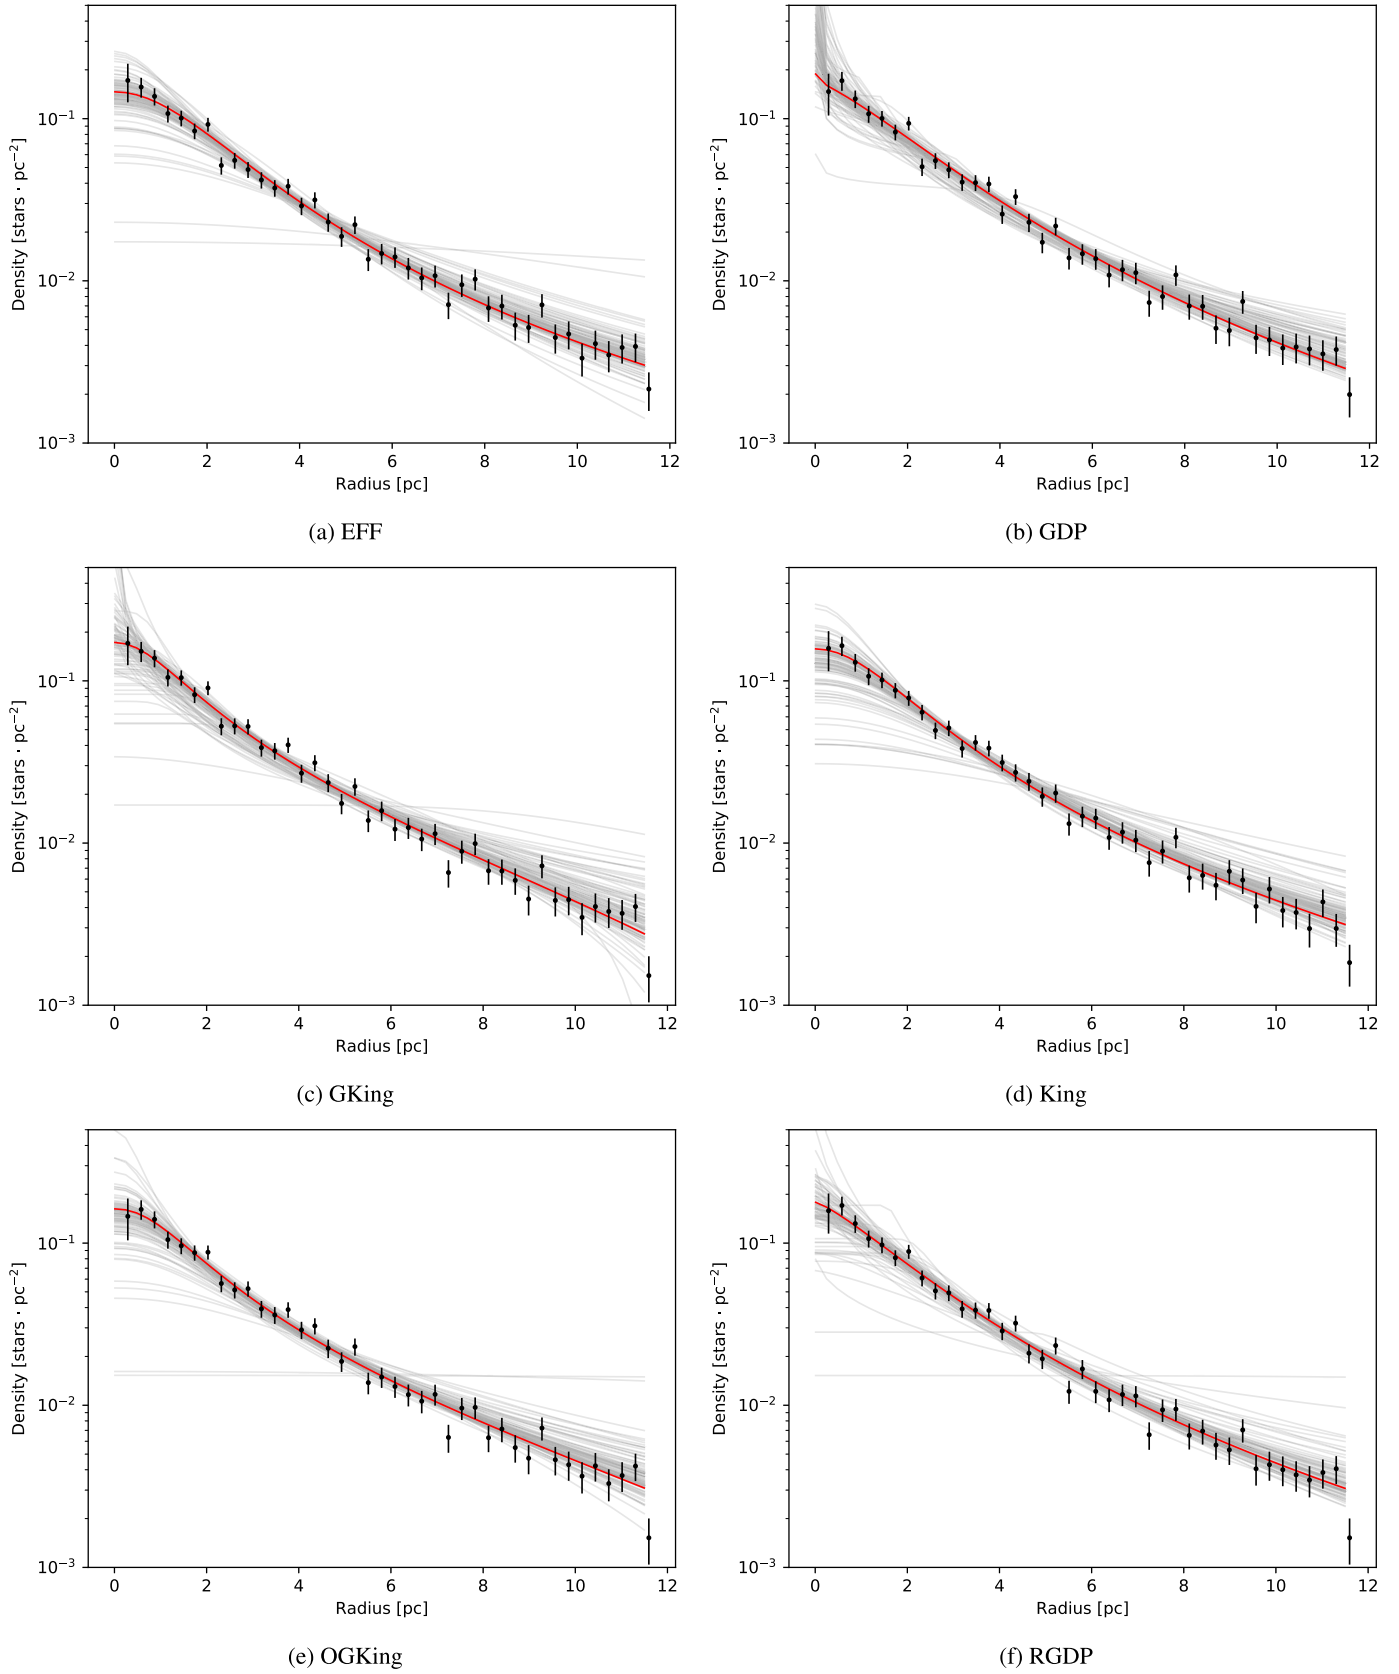 10⁻¹
10⁻²
10⁻³
Density [stars · pc⁻²]
0 2 4 6 8 10 12
Radius [pc]
(a) EFF
10⁻¹
10⁻²
10⁻³
Density [stars · pc⁻²]
0 2 4 6 8 10 12
Radius [pc]
(b) GDP
10⁻¹
10⁻²
10⁻³
Density [stars · pc⁻²]
0 2 4 6 8 10 12
Radius [pc]
(c) GKing
10⁻¹
10⁻²
10⁻³
Density [stars · pc⁻²]
0 2 4 6 8 10 12
Radius [pc]
(d) King
10⁻¹
10⁻²
10⁻³
Density [stars · pc⁻²]
0 2 4 6 8 10 12
Radius [pc]
(e) OGKing
10⁻¹
10⁻²
10⁻³
Density [stars · pc⁻²]
0 2 4 6 8 10 12
Radius [pc]
(f) RGDP